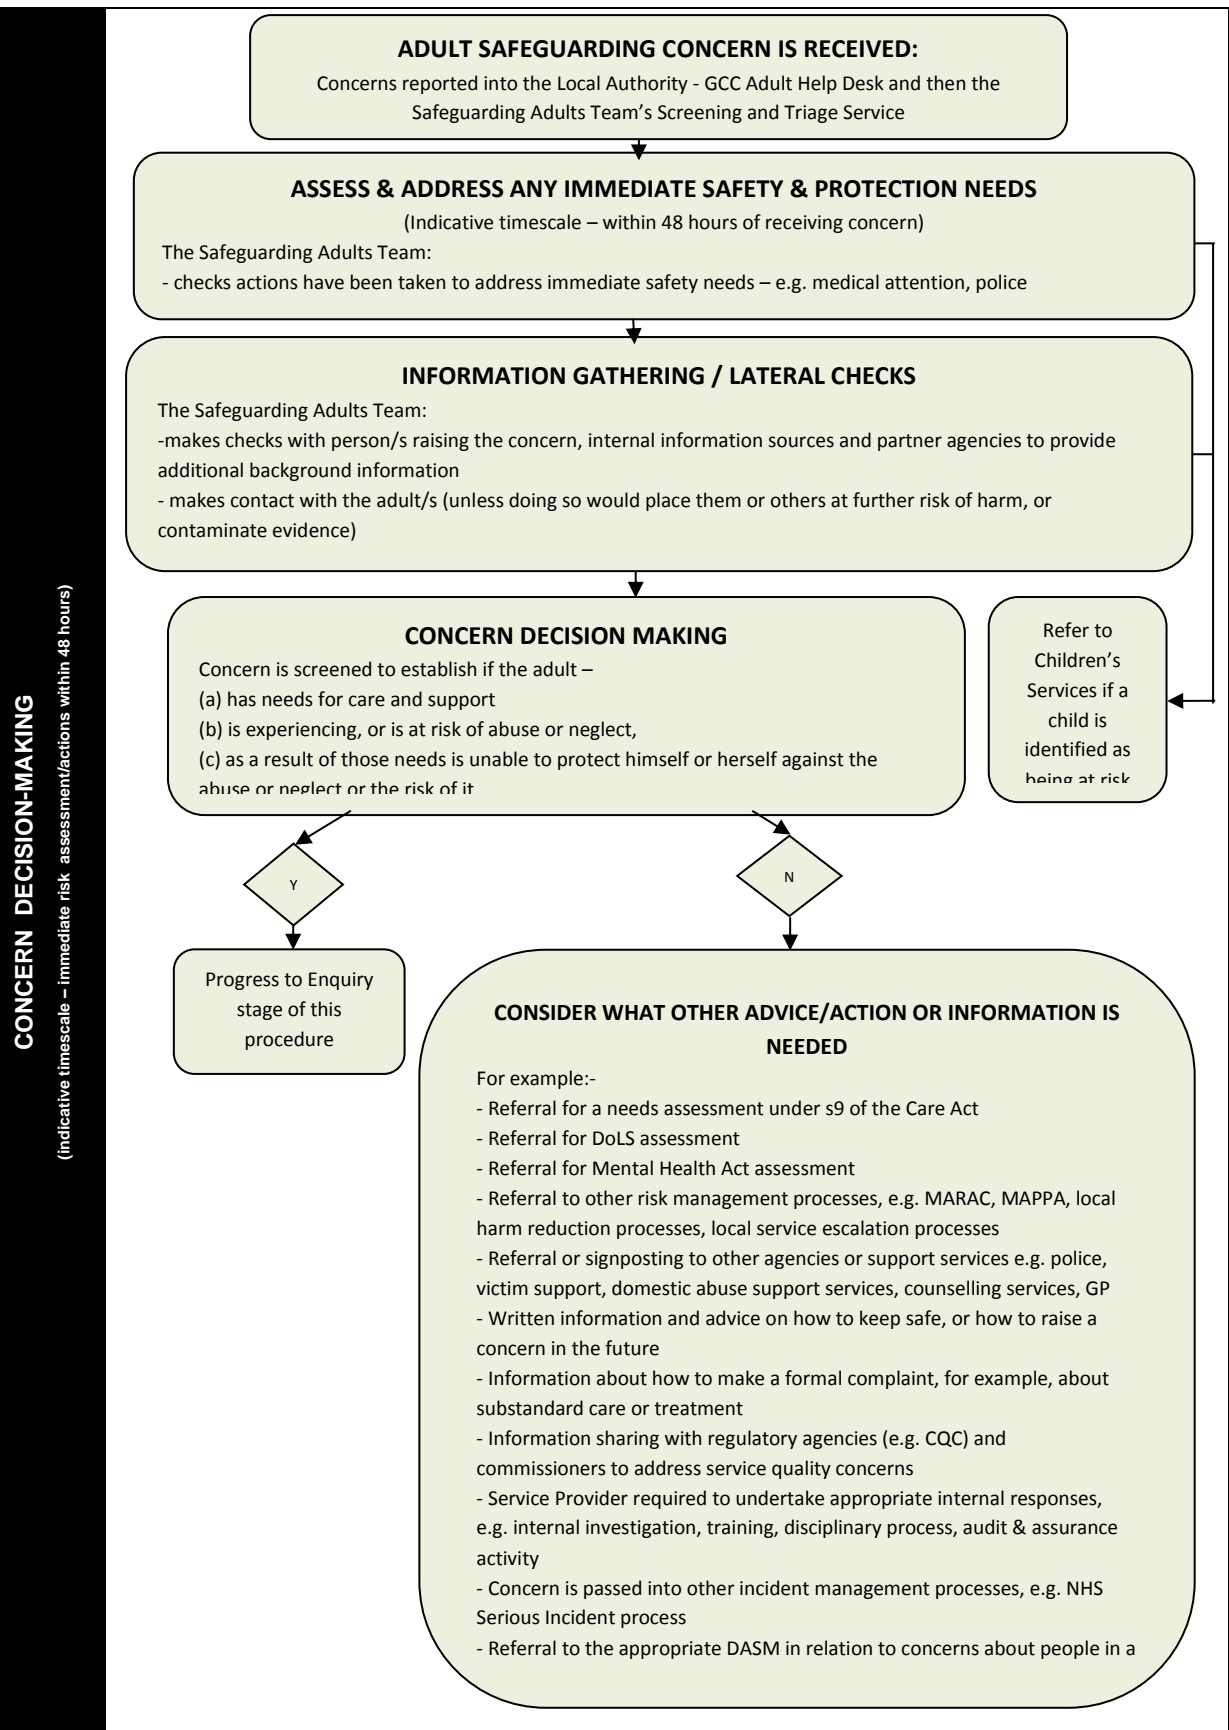 CONCERN DECISION-MAKING
(indicative timescale – immediate risk assessment/actions within 48 hours)
ADULT SAFEGUARDING CONCERN IS RECEIVED:
Concerns reported into the Local Authority - GCC Adult Help Desk and then the
Safeguarding Adults Team's Screening and Triage Service
ASSESS & ADDRESS ANY IMMEDIATE SAFETY & PROTECTION NEEDS
(Indicative timescale – within 48 hours of receiving concern)
The Safeguarding Adults Team:
- checks actions have been taken to address immediate safety needs – e.g. medical attention, police
INFORMATION GATHERING / LATERAL CHECKS
The Safeguarding Adults Team:
-makes checks with person/s raising the concern, internal information sources and partner agencies to provide
additional background information
- makes contact with the adult/s (unless doing so would place them or others at further risk of harm, or
contaminate evidence)
CONCERN DECISION MAKING
Concern is screened to establish if the adult –
(a) has needs for care and support
(b) is experiencing, or is at risk of abuse or neglect,
(c) as a result of those needs is unable to protect himself or herself against the
abuse or neglect or the risk of it
Refer to
Children's
Services if a
child is
identified as
being at risk
Y
N
Progress to Enquiry
stage of this
procedure
CONSIDER WHAT OTHER ADVICE/ACTION OR INFORMATION IS
NEEDED
For example:-
- Referral for a needs assessment under s9 of the Care Act
- Referral for DoLS assessment
- Referral for Mental Health Act assessment
- Referral to other risk management processes, e.g. MARAC, MAPPA, local
harm reduction processes, local service escalation processes
- Referral or signposting to other agencies or support services e.g. police,
victim support, domestic abuse support services, counselling services, GP
- Written information and advice on how to keep safe, or how to raise a
concern in the future
- Information about how to make a formal complaint, for example, about
substandard care or treatment
- Information sharing with regulatory agencies (e.g. CQC) and
commissioners to address service quality concerns
- Service Provider required to undertake appropriate internal responses,
e.g. internal investigation, training, disciplinary process, audit & assurance
activity
- Concern is passed into other incident management processes, e.g. NHS
Serious Incident process
- Referral to the appropriate DASM in relation to concerns about people in a